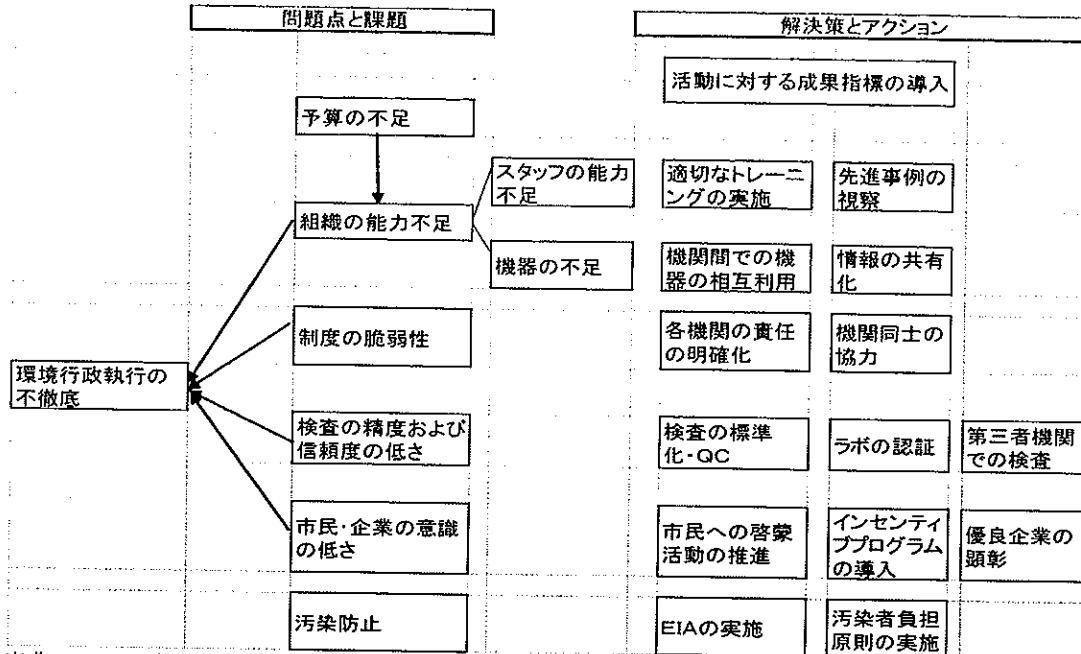 問題点と課題
解決策とアクション
活動に対する成果指標の導入
予算の不足
スタッフの能力
不足
適切なトレーニ
ングの実施
先進事例の
視察
組織の能力不足
機器の不足
機関間での機
器の相互利用
情報の共有
化
制度の脆弱性
各機関の責任
の明確化
機関同士の
協力
環境行政執行の
不徹底
検査の精度および
信頼度の低さ
検査の標準
化・QC
ラボの認証
第三者機関
での検査
市民・企業の意識
の低さ
市民への啓蒙
活動の推進
インセンティ
ブプログラム
の導入
優良企業の
顕彰
汚染防止
EIAの実施
汚染者負担
原則の実施